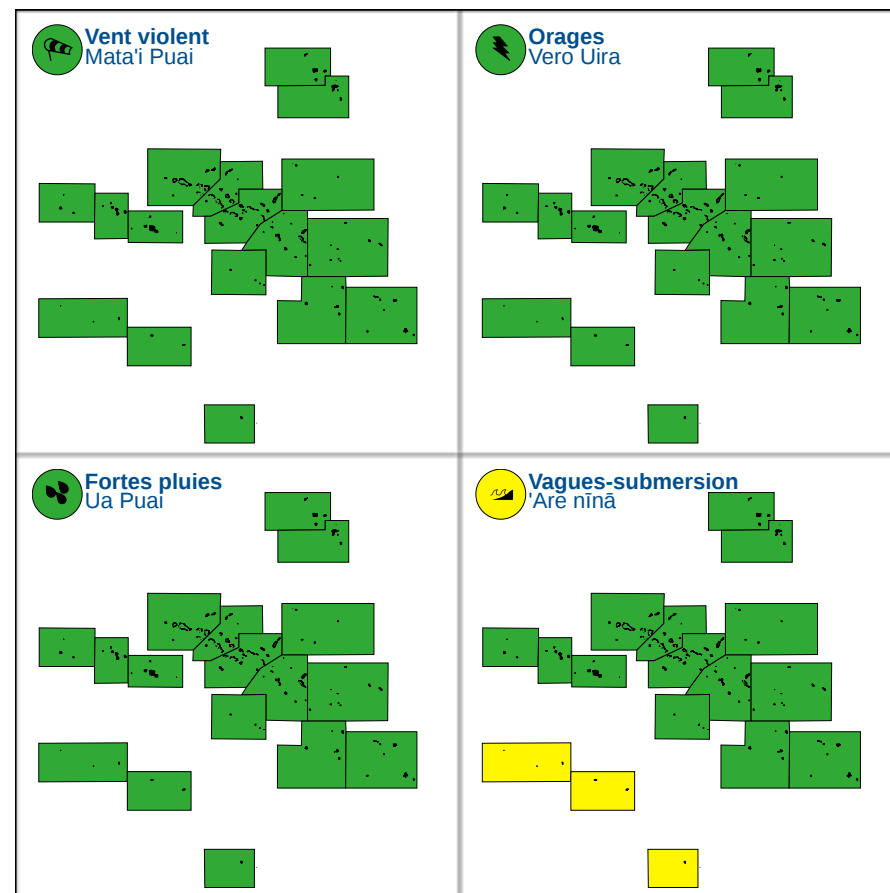 Vent violent
Mata'i Puai
Orages
Vero Uira
Fortes pluies
Ua Puai
Vagues-submersion
'Are nīnā